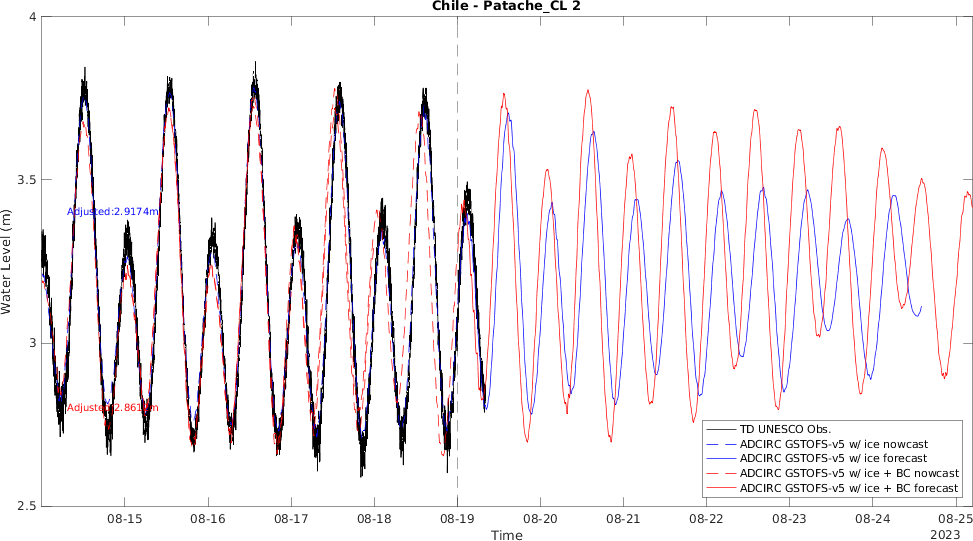 Chile - Patache_CL 2
4
3.5
3
2.5
Water Level (m)
Adjusted:2.9174m
08-15
08-16
08-17
08-18
08-19
08-20
08-21
08-22
08-23
08-24
08-25
2023
Time
TD UNESCO Obs.
ADCIRC GSTOFS-v5 w/ ice nowcast
ADCIRC GSTOFS-v5 w/ ice forecast
ADCIRC GSTOFS-v5 w/ ice + BC nowcast
ADCIRC GSTOFS-v5 w/ ice + BC forecast